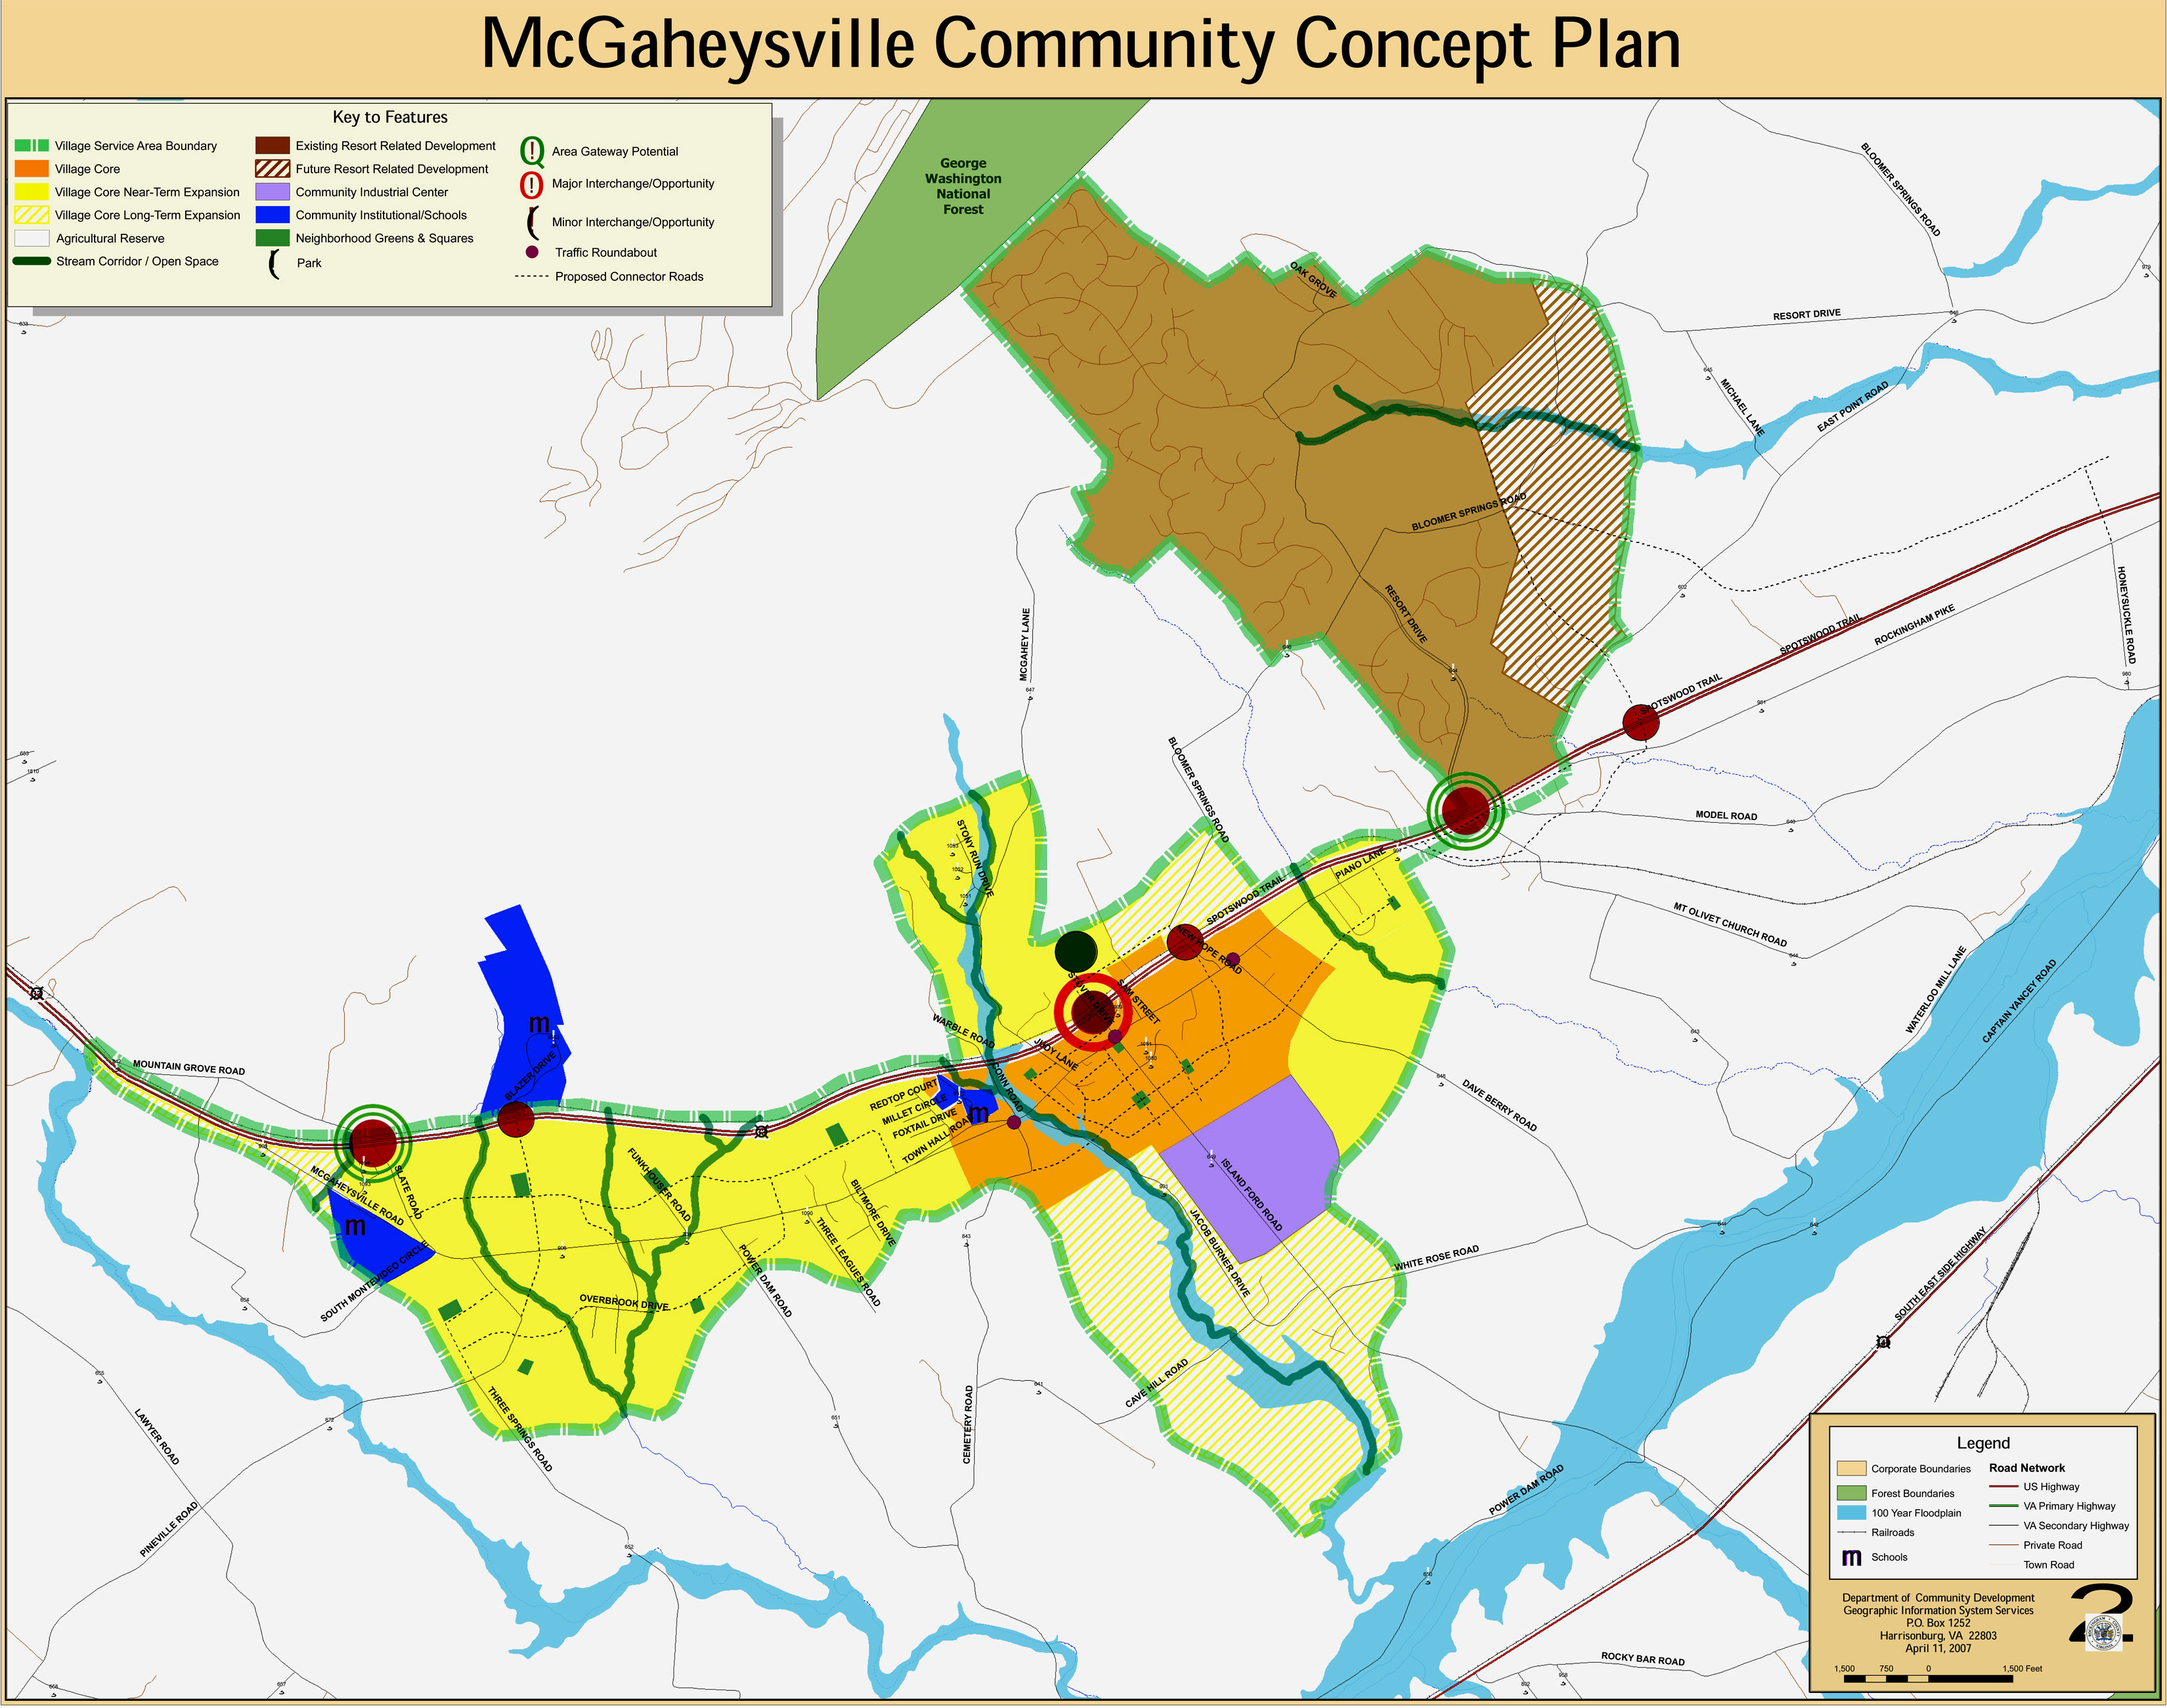 McGaheysville Community Concept Plan
Key to Features
Village Service Area Boundary
Village Core
Village Core Near-Term Expansion
Village Core Long-Term Expansion
Agricultural Reserve
Stream Corridor / Open Space
Existing Resort Related Development
Future Resort Related Development
Community Industrial Center
Community Institutional/Schools
Neighborhood Greens & Squares
Park
Area Gateway Potential
Major Interchange/Opportunity
Minor Interchange/Opportunity
Traffic Roundabout
Proposed Connector Roads
George
Washington
National
Forest
OAK GROVE
BLOOMER SPRINGS ROAD
RESORT DRIVE
MICHAEL LANE
EAST POINT ROAD
BLOOMER SPRINGS ROAD
RESORT DRIVE
MCGAHEY LANE
647
SPOTSWOOD TRAIL
ROCKINGHAM PIKE
HONEYSUCKLE ROAD
SPOTSWOOD TRAIL
BLOOMER SPRINGS ROAD
MODEL ROAD
STONY RUN DRIVE
PIANO LANE
SPOTSWOOD TRAIL
MT OLIVET CHURCH ROAD
NEW HOPE ROAD
WATERLOO MILL LANE
CAPTAIN YANCEY ROAD
STOVER DRIVE
SAM STREET
WARBLE ROAD
JUDY LANE
MOUNTAIN GROVE ROAD
m
BLAZER DRIVE
CONN ROAD
REDTOP COURT
MILLET CIRCLE
FOXTAIL DRIVE
TOWN HALL ROAD
m
DAVE BERRY ROAD
MCGAHEYSVILLE ROAD
SLATE ROAD
FUNKHOUSER ROAD
BILTMORE DRIVE
THREE LEAGUES ROAD
ISLAND FORD ROAD
JACOB BURNER DRIVE
m
SOUTH MONTEVIDEO CIRCLE
POWER DAM ROAD
WHITE ROSE ROAD
OVERBROOK DRIVE
SOUTH EAST SIDE HIGHWAY
CAVE HILL ROAD
THREE SPRINGS ROAD
CEMETERY ROAD
LAWYER ROAD
PINEVILLE ROAD
POWER DAM ROAD
ROCKY BAR ROAD
Legend
Corporate Boundaries
Forest Boundaries
100 Year Floodplain
Railroads
m Schools
Road Network
US Highway
VA Primary Highway
VA Secondary Highway
Private Road
Town Road
Department of Community Development
Geographic Information System Services
P.O. Box 1252
Harrisonburg, VA 22803
April 11, 2007
2
1,500 750 0 1,500 Feet